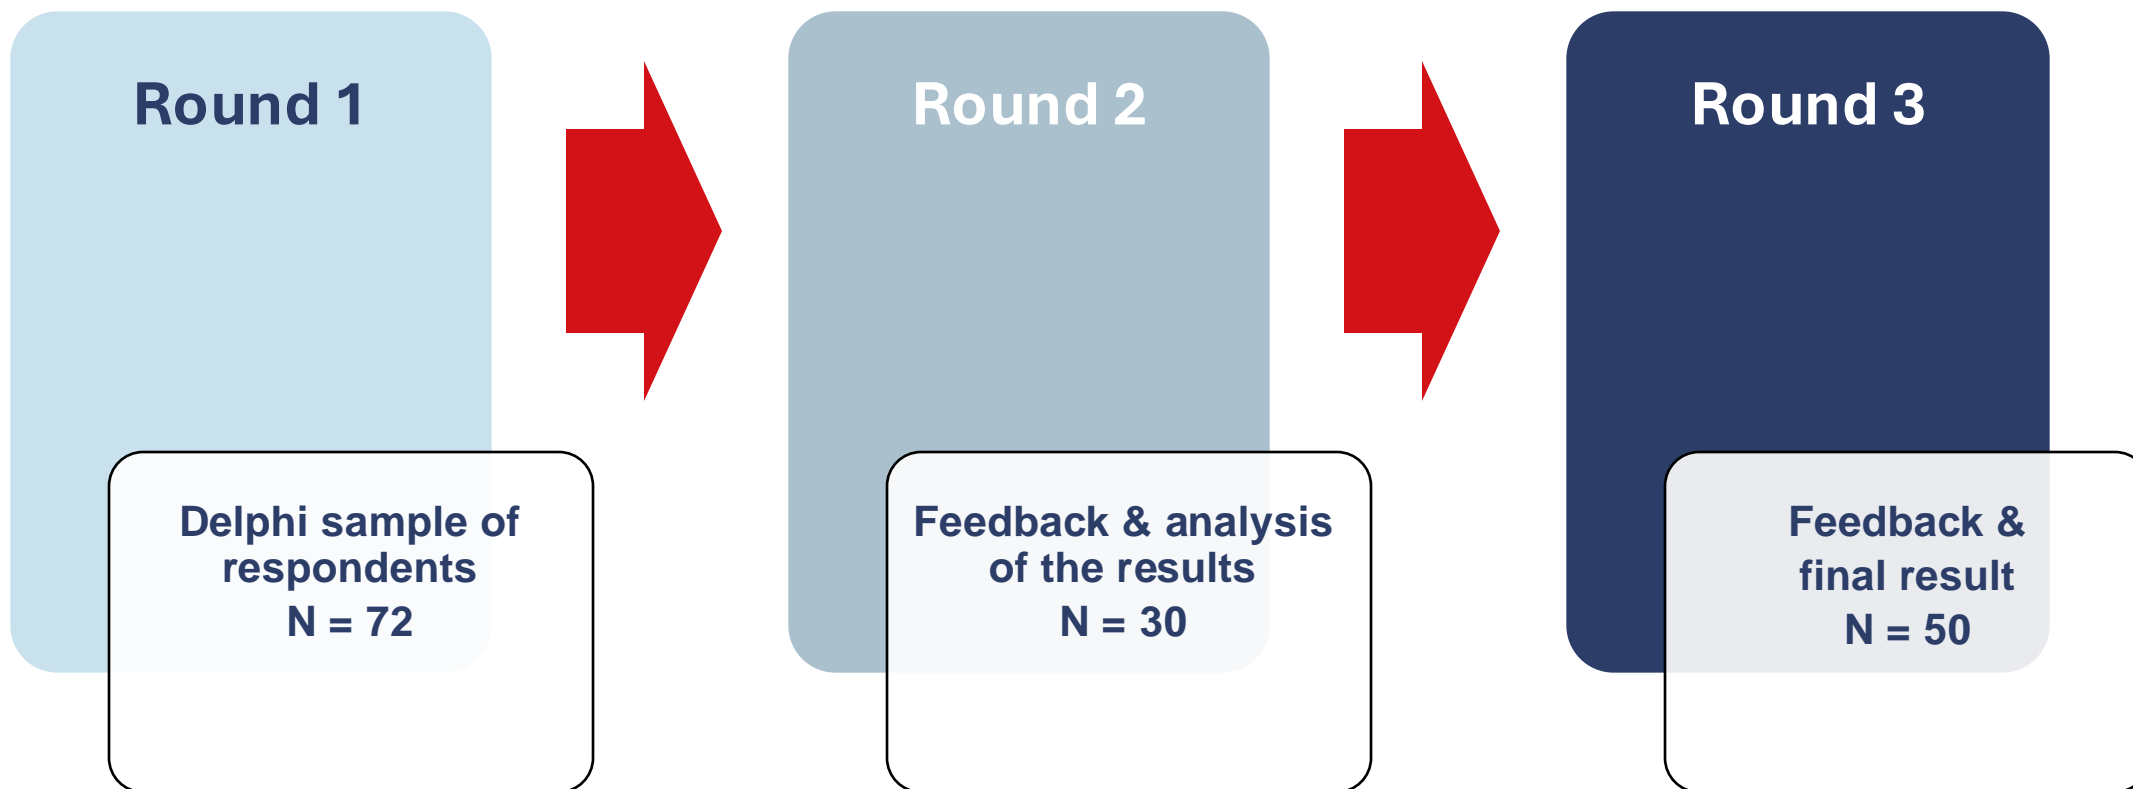 Round 1
Delphi sample of
respondents
N = 72
Round 2
Feedback & analysis
of the results
N = 30
Round 3
Feedback &
final result
N = 50